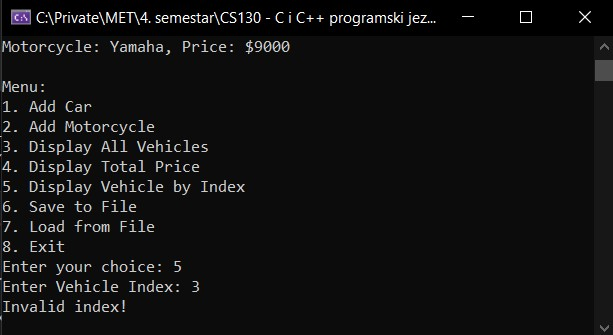 C:\Private\MET\4. semestar\CS130 - C i C++ programski jez...
Motorcycle: Yamaha, Price: $9000
Menu:
1. Add Car
2. Add Motorcycle
3. Display All Vehicles
4. Display Total Price
5. Display Vehicle by Index
6. Save to File
7. Load from File
8. Exit
Enter your choice: 5
Enter Vehicle Index: 3
Invalid index!